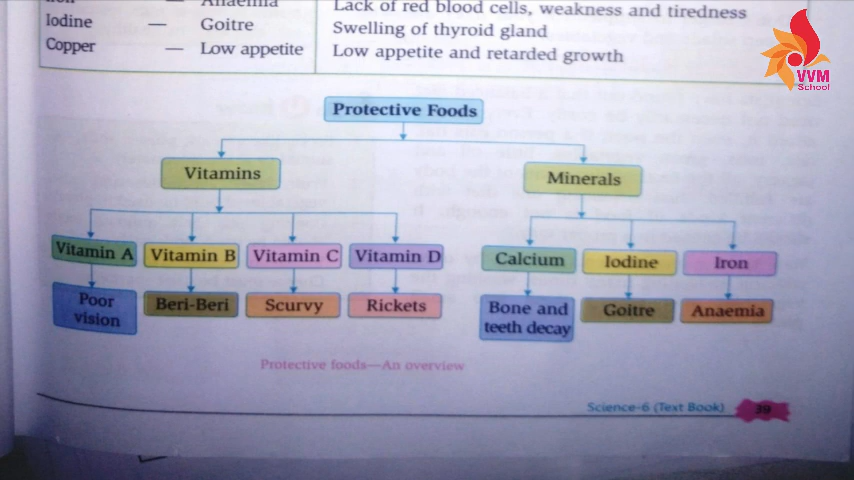 Anaemia
Lack of red blood cells, weakness and tiredness
Iodine — Goitre
Swelling of thyroid gland
Copper — Low appetite
Low appetite and retarded growth
VVM
School
Protective Foods
Vitamins
Minerals
Vitamin A
Vitamin B
Vitamin C
Vitamin D
Calcium
Iodine
Iron
Poor
vision
Beri-Beri
Scurvy
Rickets
Bone and
teeth decay
Goitre
Anaemia
Protective foods—An overview
Science-6 (Text Book)
39